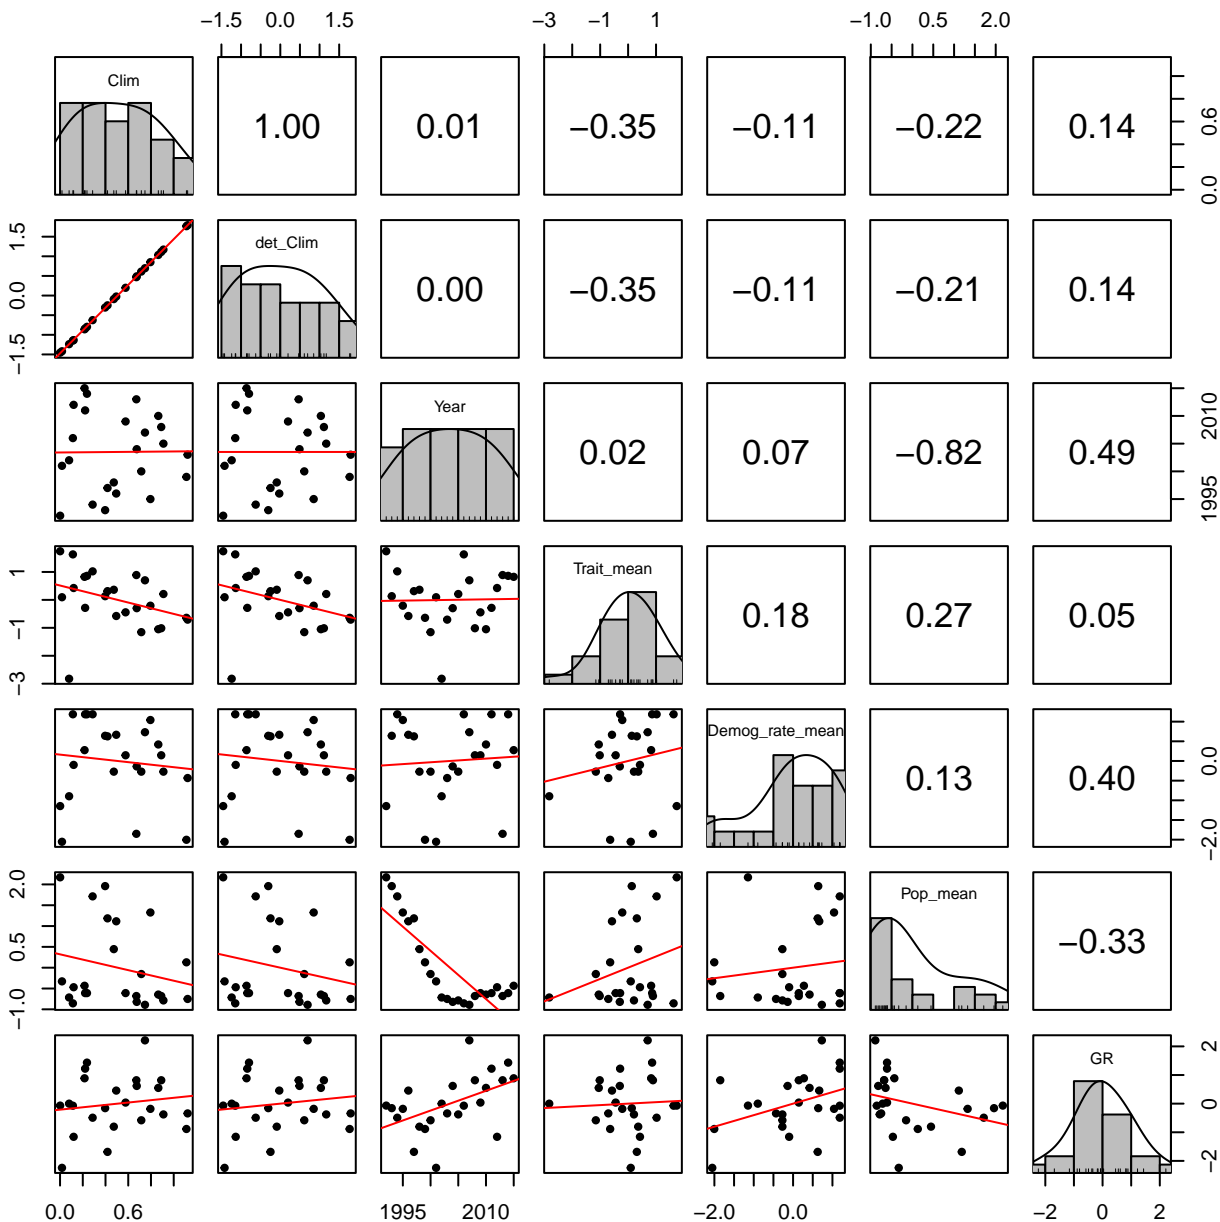 −1.5 0.0 1.5 −3 −1 1 −1.0 0.5 2.0
Clim 1.00 0.01 −0.35 −0.11 −0.22 0.14 0.0 0.6
−1.5 0.0 1.5 det_Clim 0.00 −0.35 −0.11 −0.21 0.14
Year 0.02 0.07 −0.82 0.49 1995 2010
−3 −1 1 Trait_mean 0.18 0.27 0.05
Demog_rate_mean 0.13 0.40 −2.0 0.0
−1.0 0.5 2.0 Pop_mean −0.33
GR −2 0 2
0.0 0.6 1995 2010 −2.0 0.0 −2 0 2